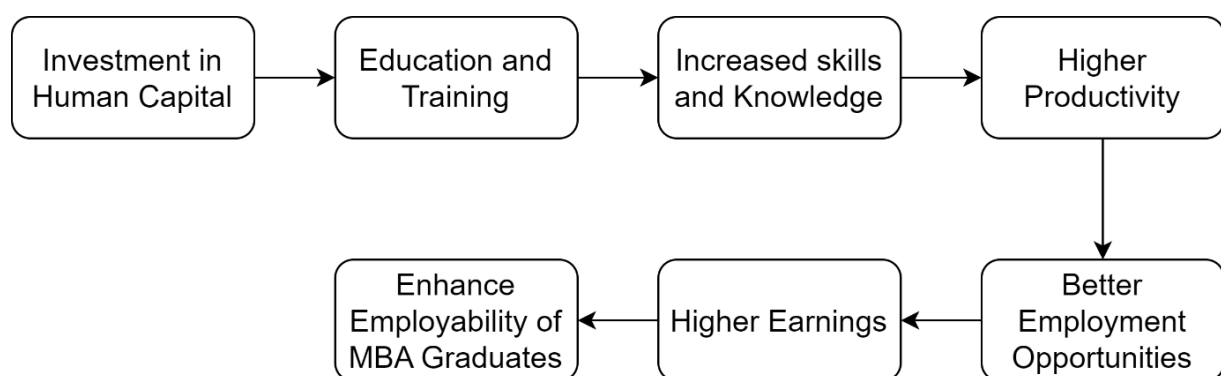 Investment in
Human Capital
Education and
Training
Increased skills
and Knowledge
Higher
Productivity
Better
Employment
Opportunities
Higher Earnings
Enhance
Employability of
MBA Graduates